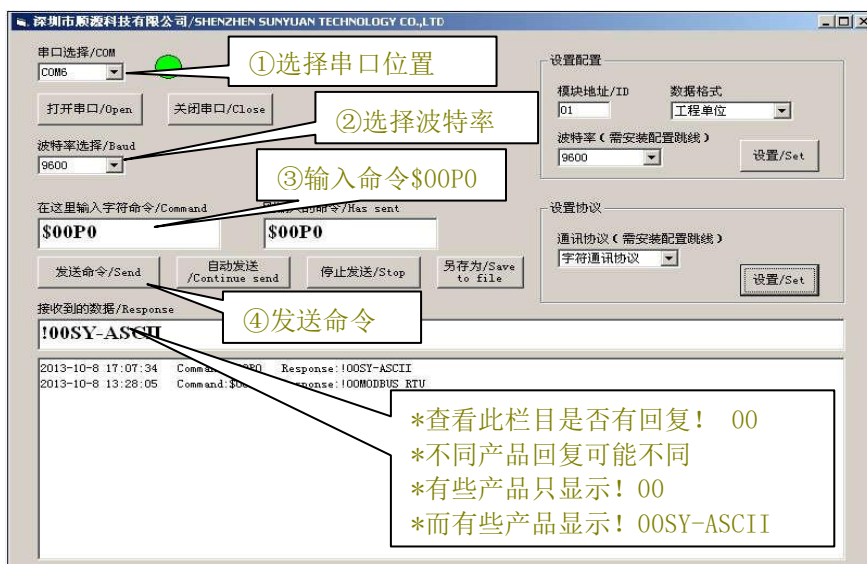 深圳市顺源科技有限公司/SHENZHEN SUNYUAN TECHNOLOGY CO.,LTD
串口选择/COM
COM6
①选择串口位置
打开串口/Open
关闭串口/Close
②选择波特率
波特率选择/Baud
9600
③输入命令$00P0
在这里输入字符命令/Command
的命令/Has sent
$00P0
$00P0
发送命令/Send
自动发送
/Continue send
停止发送/Stop
另存为/Save
to file
设置配置
模块地址/ID
数据格式
01
工程单位
波特率(需安装配置跳线)
9600
设置/Set
设置协议
通讯协议(需安装配置跳线)
字符通讯协议
设置/Set
接收到的数据/Response
④发送命令
!00SY-ASCII
2013-10-8 17:07:34 Command Response:!00SY-ASCII
2013-10-8 13:28:05 Command:$0 !00MODBUS RTU
*查看此栏目是否有回复! 00
*不同产品回复可能不同
*有些产品只显示!00
*而有些产品显示!00SY-ASCII